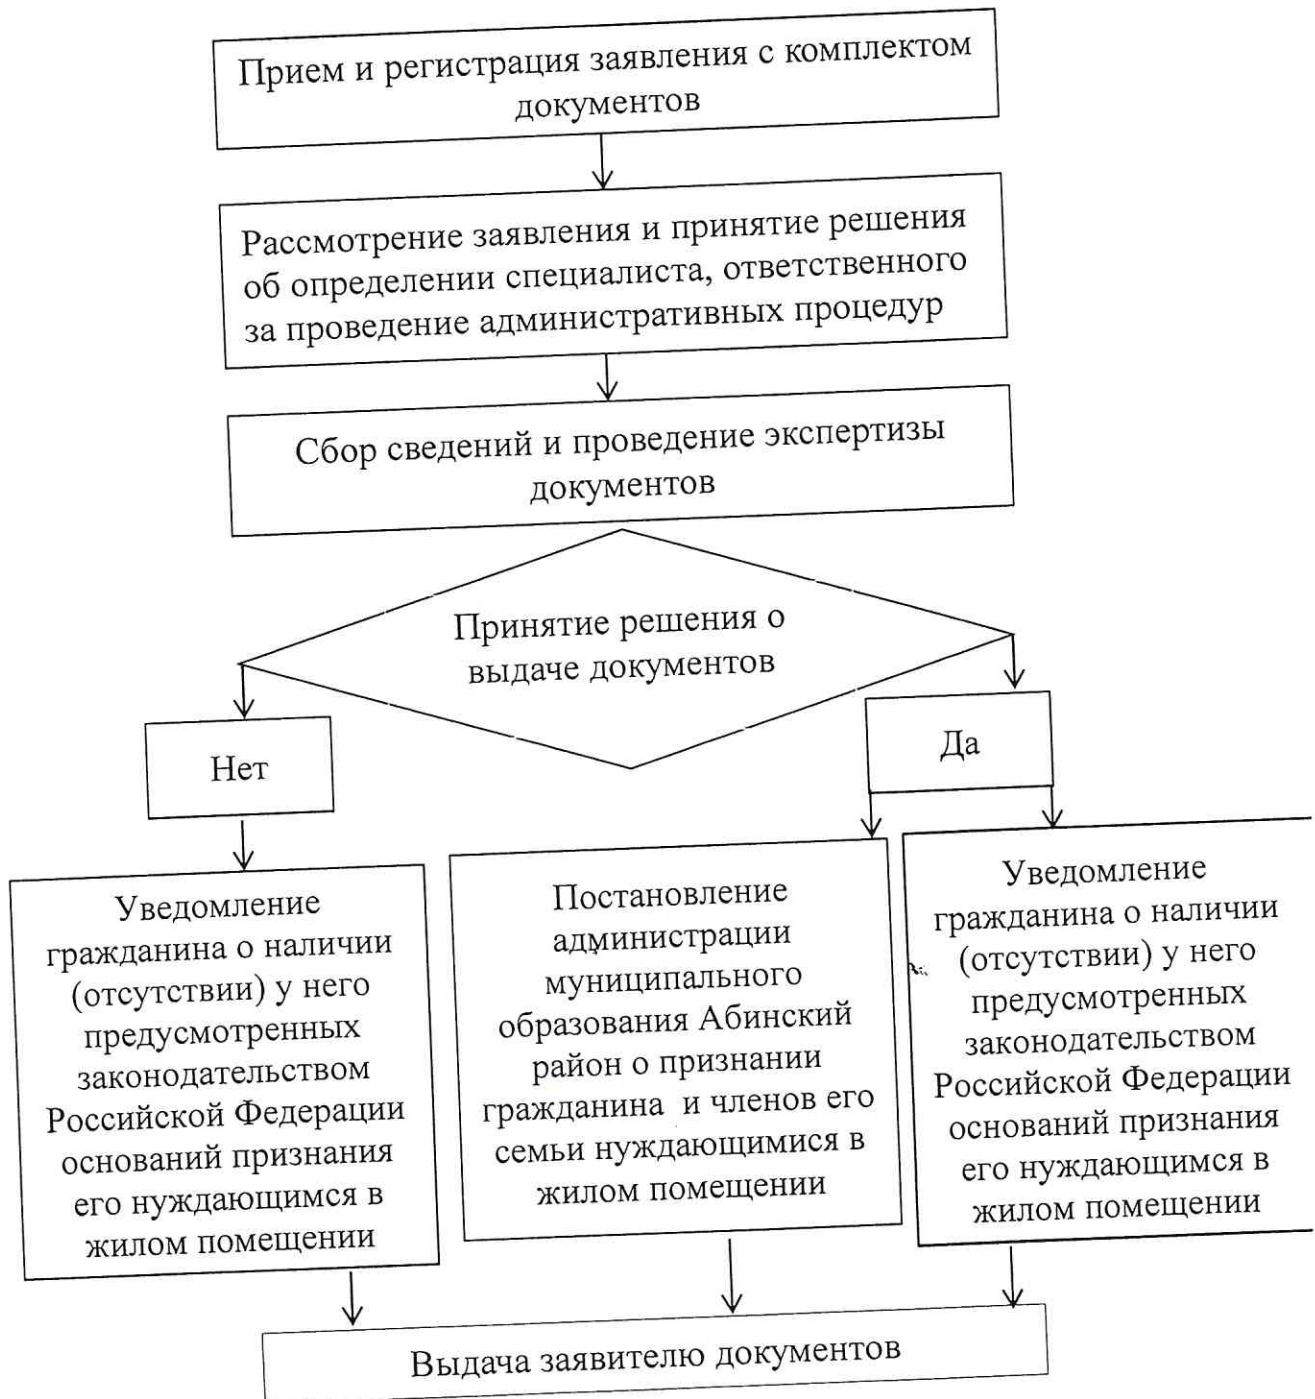 Прием и регистрация заявления с комплектом
документов
Рассмотрение заявления и принятие решения
об определении специалиста, ответственного
за проведение административных процедур
Сбор сведений и проведение экспертизы
документов
Принятие решения о
выдаче документов
Нет
Да
Уведомление
гражданина о наличии
(отсутствии) у него
предусмотренных
законодательством
Российской Федерации
оснований признания
его нуждающимся в
жилом помещении
Постановление
администрации
муниципального
образования Абинский
район о признании
гражданина и членов его
семьи нуждающимися в
жилом помещении
Уведомление
гражданина о наличии
(отсутствии) у него
предусмотренных
законодательством
Российской Федерации
оснований признания
его нуждающимся в
жилом помещении
Выдача заявителю документов